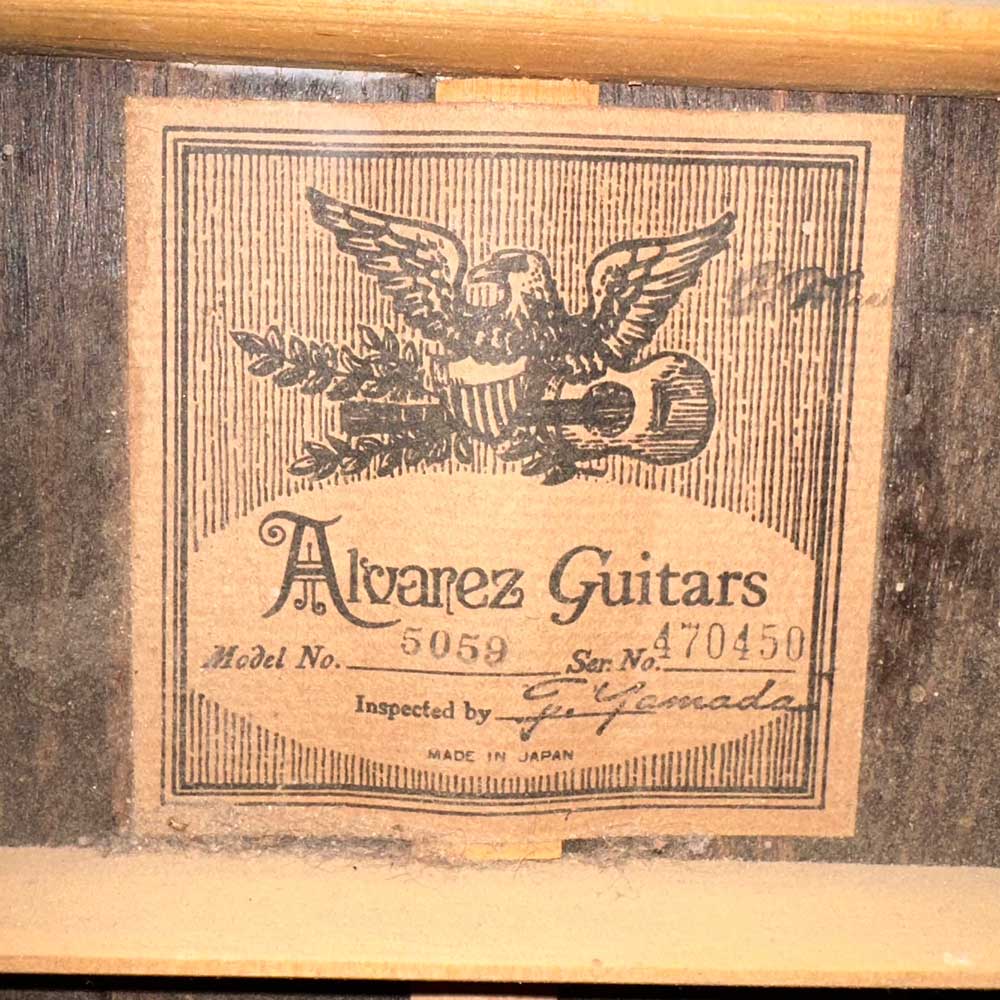 Alvarez Guitars
Model No. 5059 Ser. No. 470450
Inspected by G. Yamada
MADE IN JAPAN